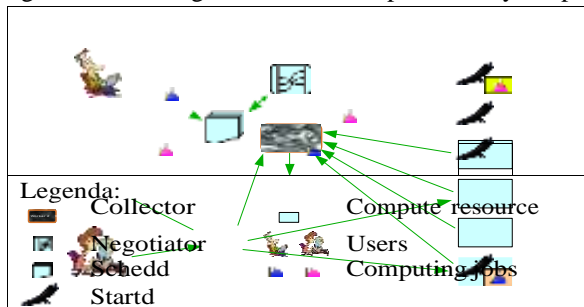 Legenda:
Collector
Compute resource
Negotiator
Users
Schedd
Computing jobs
Startd